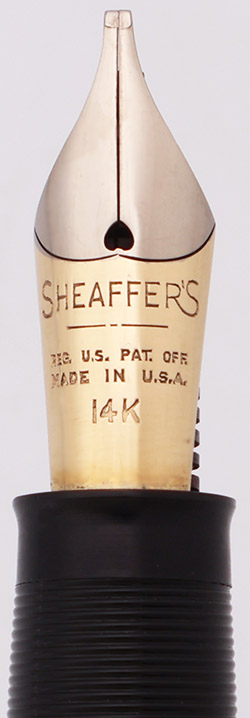 SHEAFFER'S
REG. U.S. PAT. OFF.
MADE IN U.S.A.
14K